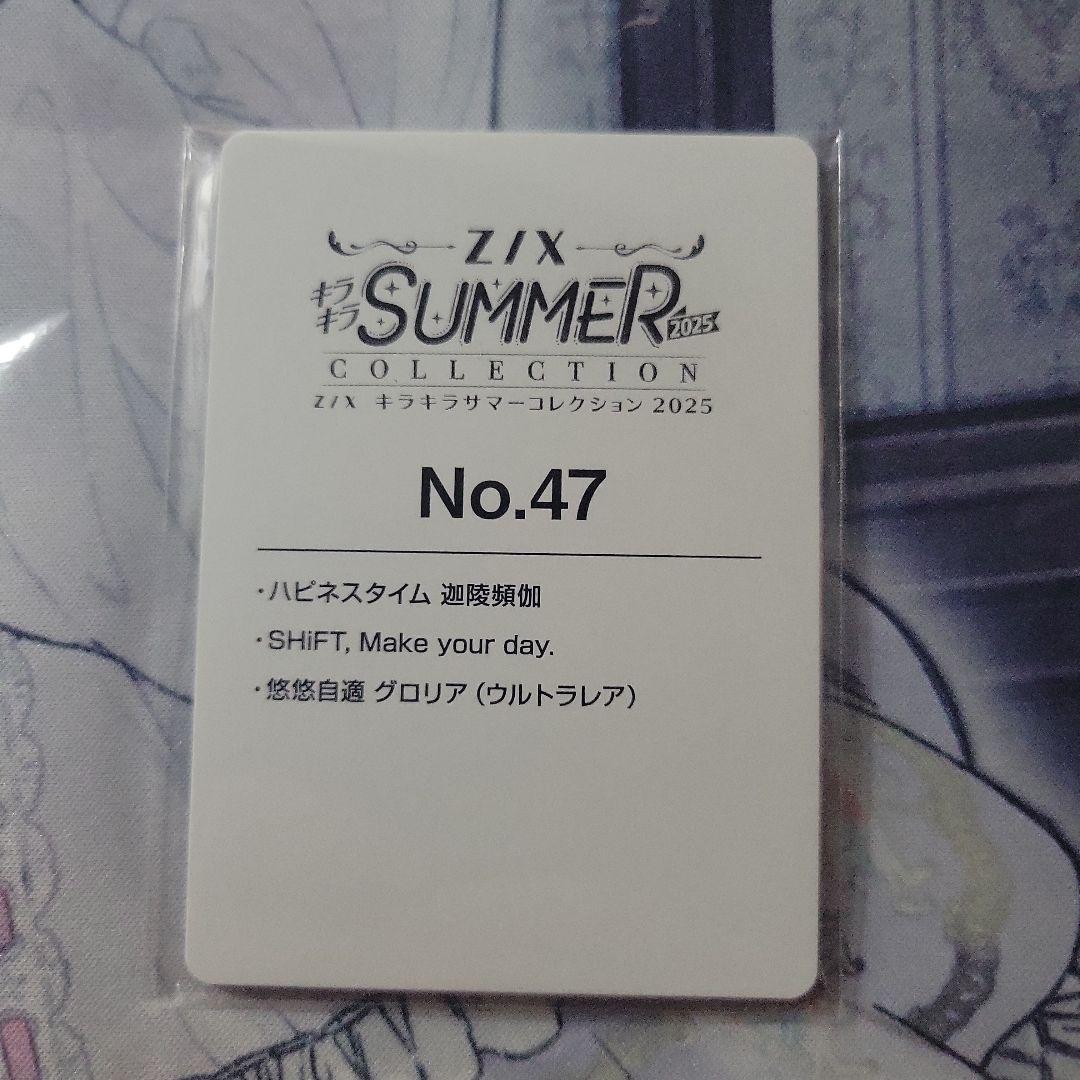 Z/X
キラキラ SUMMER 2025
COLLECTION
Z/X キラキラサマーコレクション 2025
No.47
・ハピネスタイム 迦陵頻伽
・SHiFT, Make your day.
・悠悠自適 グロリア（ウルトラレア）